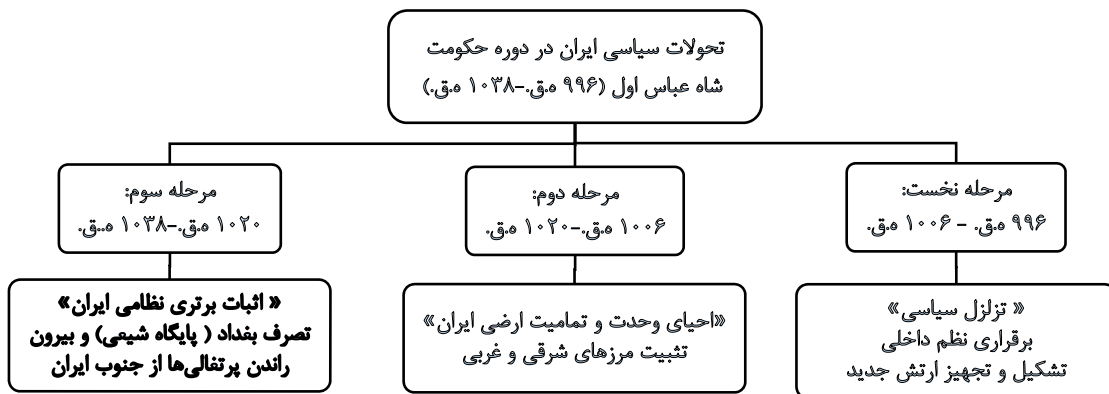 تحولات سیاسی ایران در دوره حکومت
شاه عباس اول (۹۹۶ ه.ق.-۱۰۳۸ ه.ق.)
مرحله نخست:
۹۹۶ ه.ق. - ۱۰۰۶ ه.ق.
« تزلزل سیاسی»
برقراری نظم داخلی
تشکیل و تجهیز ارتش جدید
مرحله دوم:
۱۰۰۶ ه.ق.-۱۰۲۰ ه.ق.
«احیای وحدت و تمامیت ارضی ایران»
تثبیت مرزهای شرقی و غربی
مرحله سوم:
۱۰۲۰ ه.ق.-۱۰۳۸ ه.ق.
« اثبات برتری نظامی ایران»
تصرف بغداد ( پایگاه شیعی) و بیرون
راندن پرتغالی‌ها از جنوب ایران